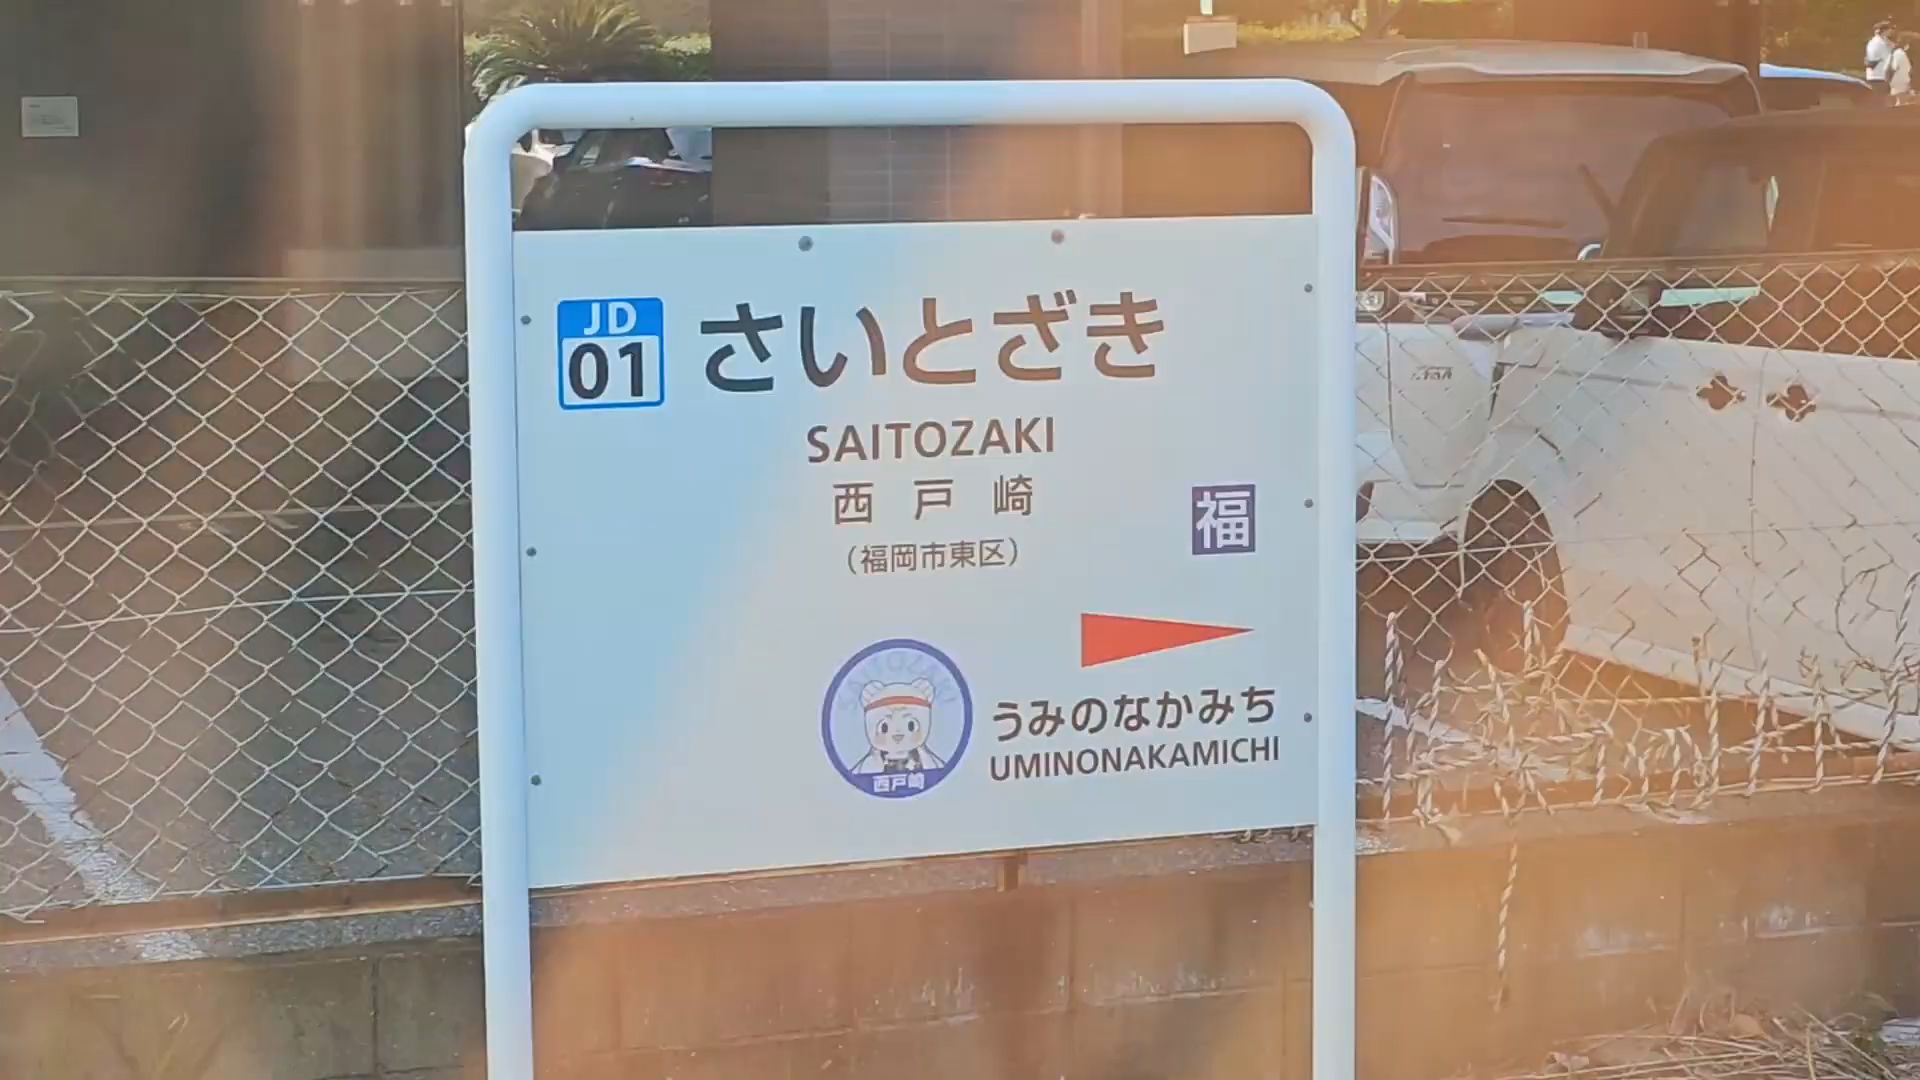 JD
01
さいとざき
SAITOZAKI
西戸崎
(福岡市東区)
福
SAITOZAKI
西戸崎
うみのなかみち
UMINONAKAMICHI